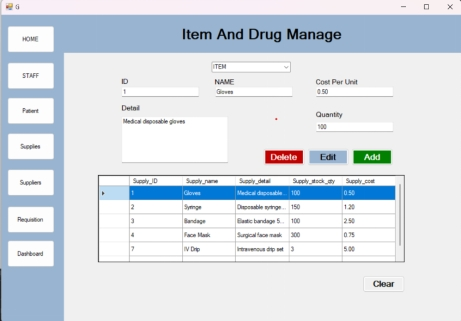 G
Item And Drug Manage
HOME
STAFF
Patient
Supplies
Suppliers
Requisition
Dashboard
ITEM
ID
NAME
Cost Per Unit
1
Gloves
0.50
Detail
Quantity
Medical disposable gloves
100
Delete
Edit
Add
Supply_ID Supply_name Supply_detail Supply_stock_qty Supply_cost
1 Gloves Medical disposable... 100 0.50
2 Syringe Disposable syringe... 150 1.20
3 Bandage Elastic bandage 5... 100 2.50
4 Face Mask Surgical face mask 300 0.75
7 IV Drip Intravenous drip set 3 5.00
Clear